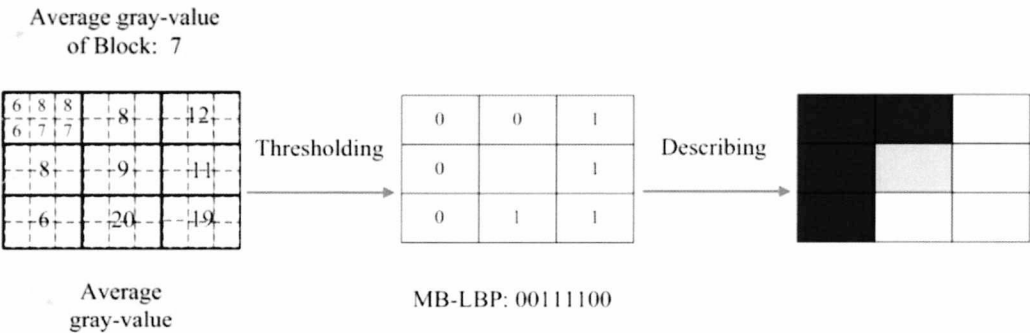 Average gray-value
of Block: 7
6 8 8
6 7 7
8 12
8 9 11
6 20 19
Average
gray-value
Thresholding
0 0 1
0 1
0 1 1
MB-LBP: 00111100
Describing